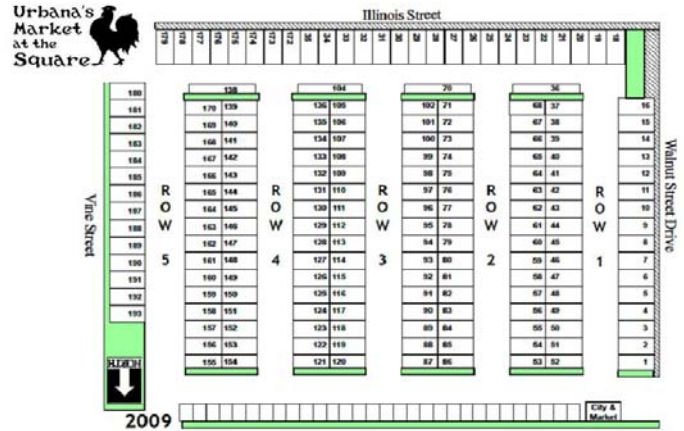 Urbana's
Market
at the
Square
Illinois Street
179 178 177 176 175 174 173 172 35 34 33 32 31 30 29 28 27 26 25 24 23 22 21 20 19 18
138 104 70 36
180
181 170 139 136 105 102 71 68 37 16
182 169 140 135 106 101 72 67 38 15
183 168 141 134 107 100 73 66 39 14
184 167 142 133 108 99 74 65 40 13
185 166 143 132 109 98 75 64 41 12
186 165 144 131 110 97 76 63 42 11
187 164 145 130 111 96 77 62 43 10
188 163 146 129 112 95 78 61 44 9
189 162 147 128 113 94 79 60 45 8
190 161 148 127 114 93 80 59 46 7
191 160 149 126 115 92 81 58 47 6
192 159 150 125 116 91 82 57 48 5
193 158 151 124 117 90 83 56 49 4
157 152 123 118 89 84 55 50 3
156 153 122 119 88 85 54 51 2
155 154 121 120 87 86 53 52 1
ROW 5
ROW 4
ROW 3
ROW 2
ROW 1
Vine Street
Walnut Street Drive
2009
City &
Market